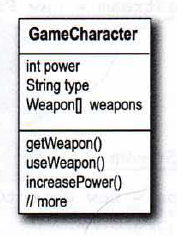 GameCharacter
int power
String type
Weapon[] weapons
getWeapon()
useWeapon()
increasePower()
// more